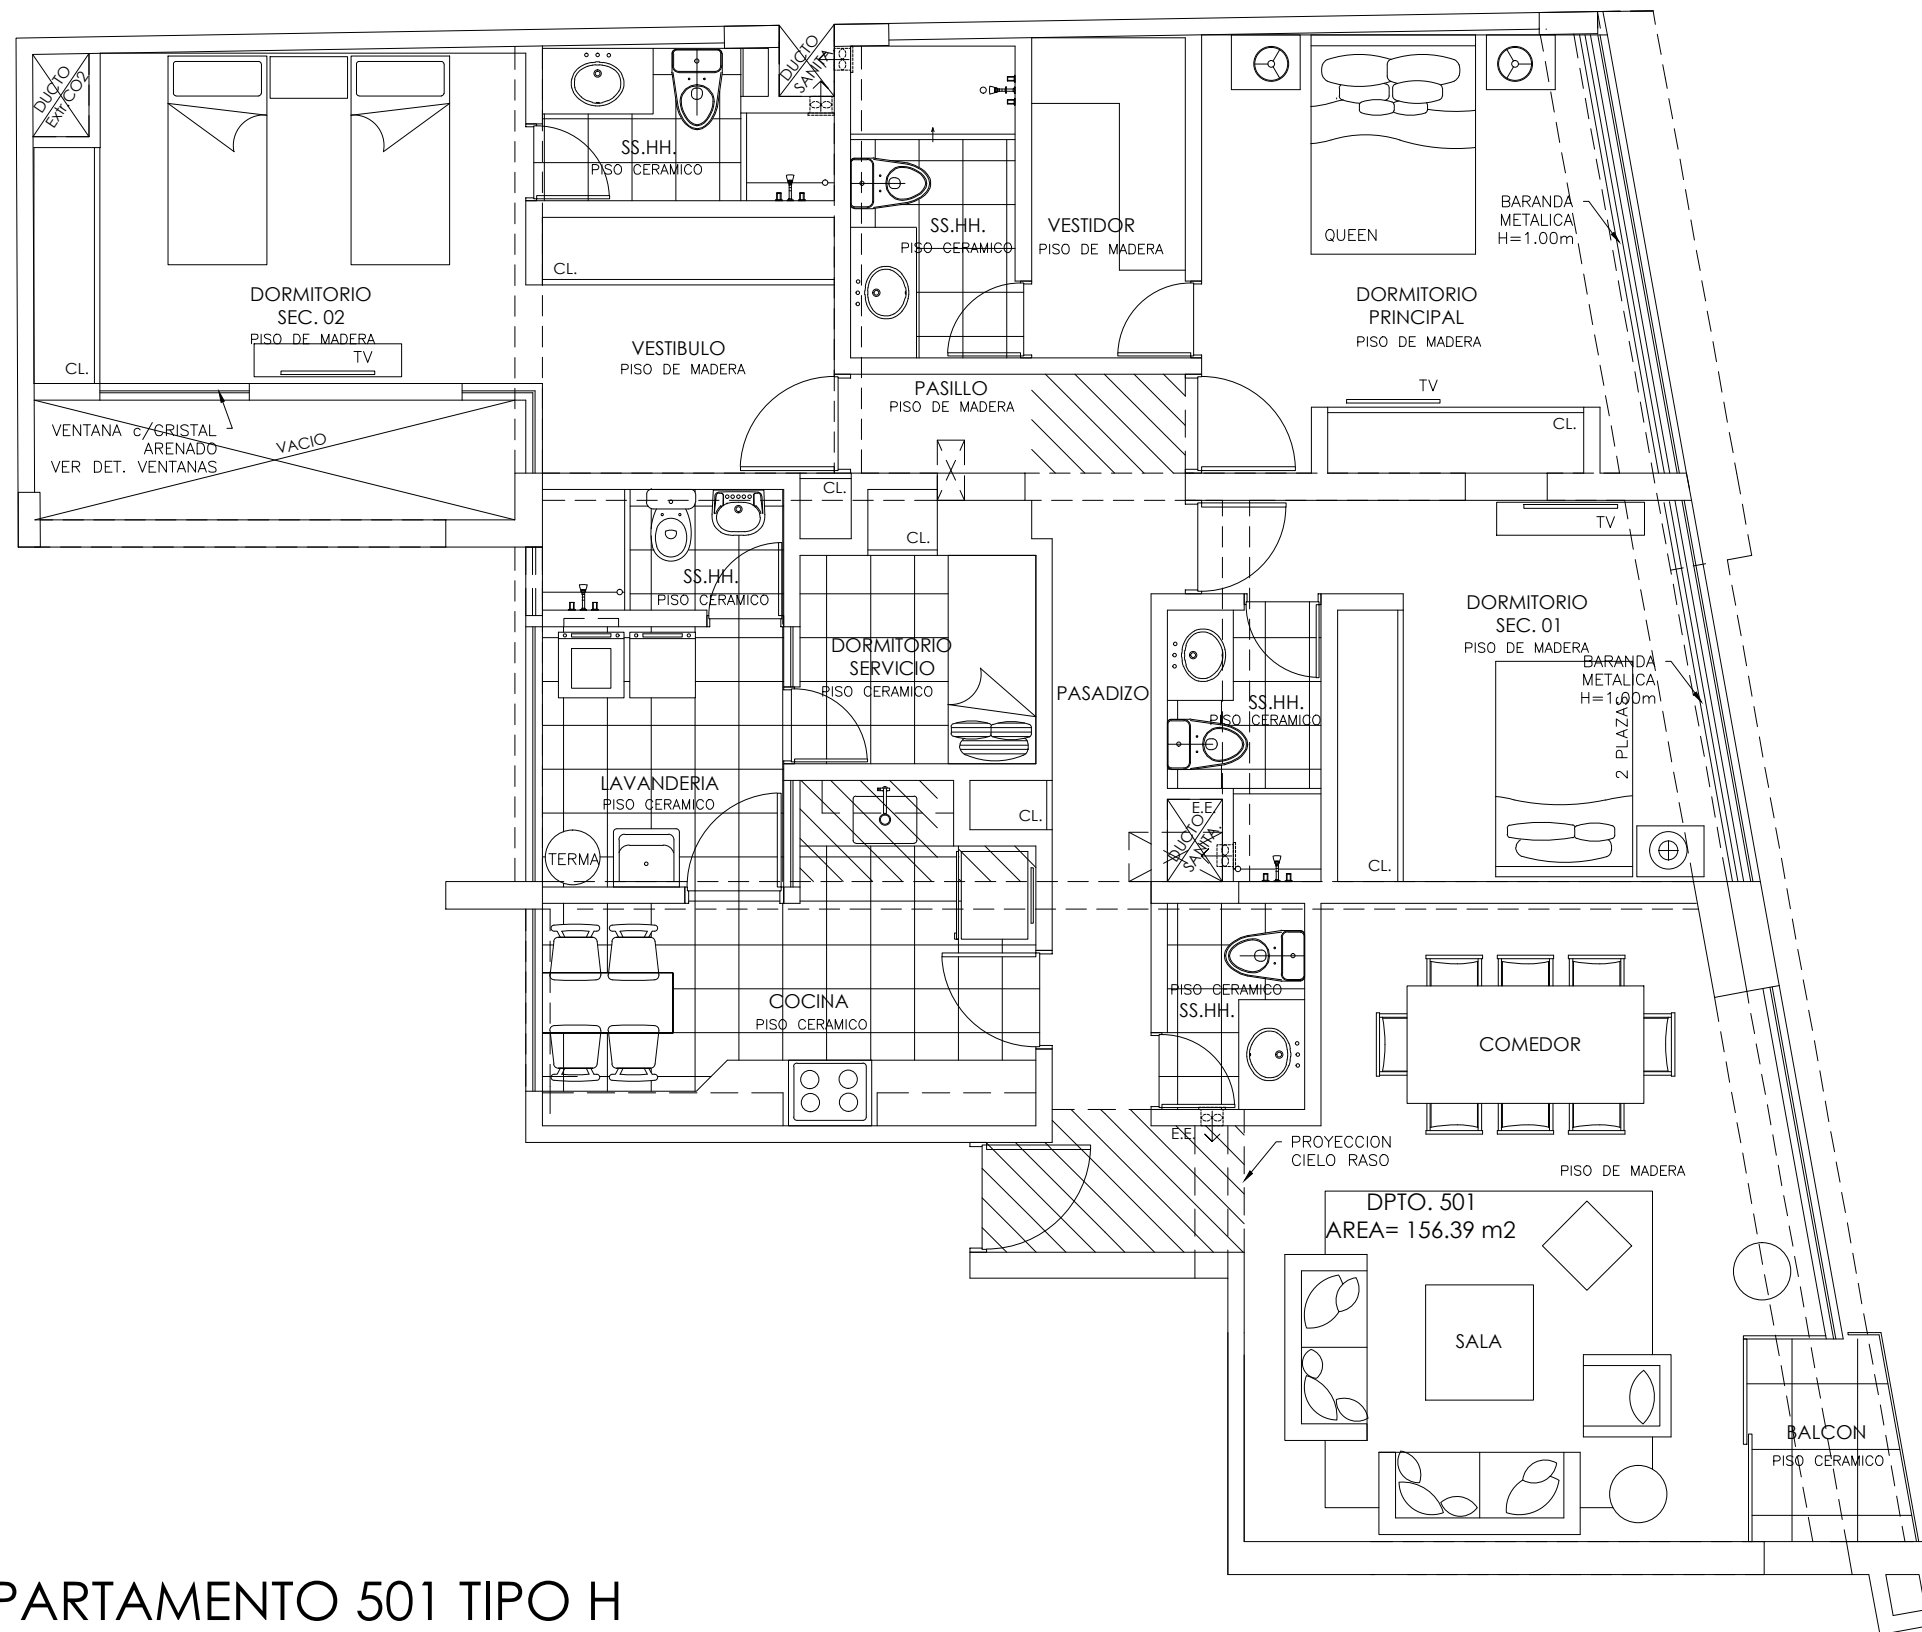 DUCTO
Extr.CO2
DUCTO
SANITA
SS.HH.
PISO CERAMICO
SS.HH.
PISO CERAMICO
VESTIDOR
PISO DE MADERA
QUEEN
BARANDA
METALICA
H=1.00m
CL.
DORMITORIO
SEC. 02
PISO DE MADERA
TV
CL.
VESTIBULO
PISO DE MADERA
DORMITORIO
PRINCIPAL
PISO DE MADERA
TV
CL.
PASILLO
PISO DE MADERA
VENTANA c/CRISTAL
ARENADO
VER DET. VENTANAS
VACIO
CL.
CL.
TV
SS.HH.
PISO CERAMICO
DORMITORIO
SERVICIO
PISO CERAMICO
PASADIZO
SS.HH.
PISO CERAMICO
DORMITORIO
SEC. 01
PISO DE MADERA
BARANDA
METALICA
H=1.00m
2 PLAZAS
LAVANDERIA
PISO CERAMICO
CL.
E.E.
DUCTO
SANITA.
CL.
TERMA
COCINA
PISO CERAMICO
PISO CERAMICO
SS.HH.
COMEDOR
E.E.
PROYECCION
CIELO RASO
PISO DE MADERA
DPTO. 501
AREA= 156.39 m2
SALA
BALCON
PISO CERAMICO
PARTAMENTO 501 TIPO H